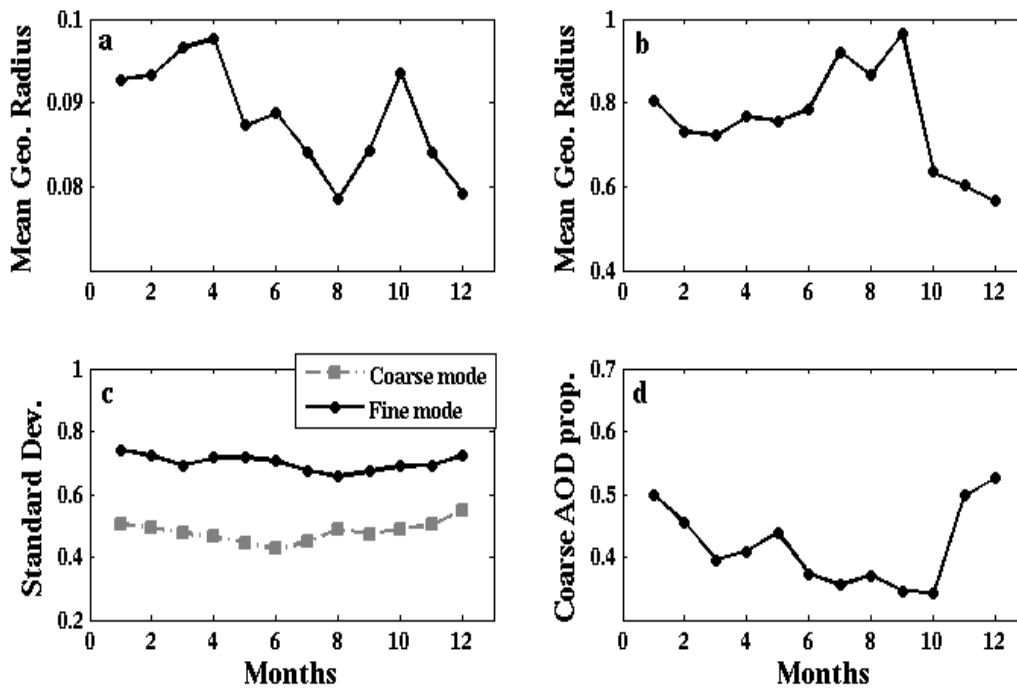 a
Mean Geo. Radius
0.1
0.09
0.08
0 2 4 6 8 10 12
b
Mean Geo. Radius
1
0.8
0.6
0.4
0 2 4 6 8 10 12
c
Coarse mode
Fine mode
Standard Dev.
1
0.8
0.6
0.4
0.2
0 2 4 6 8 10 12
Months
d
Coarse AOD prop.
0.7
0.6
0.5
0.4
0 2 4 6 8 10 12
Months